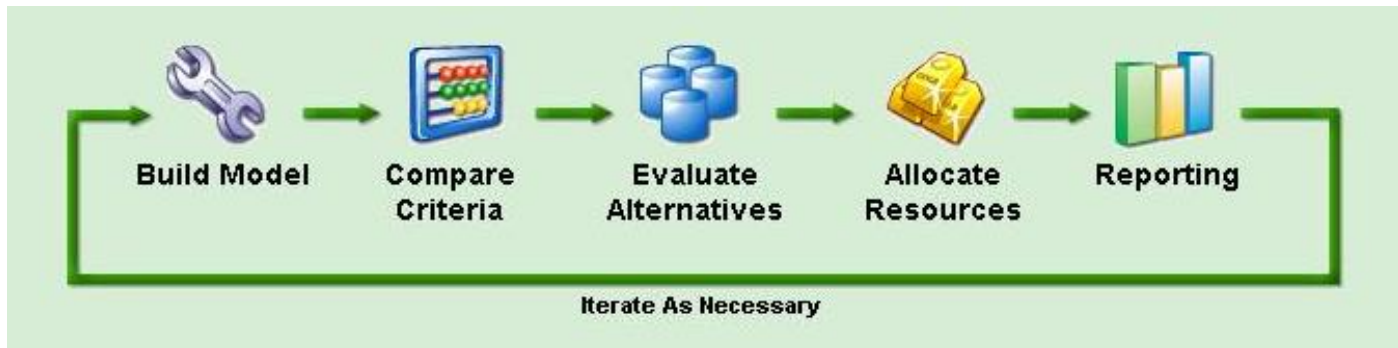 Build Model
Compare
Criteria
Evaluate
Alternatives
Allocate
Resources
Reporting
Iterate As Necessary